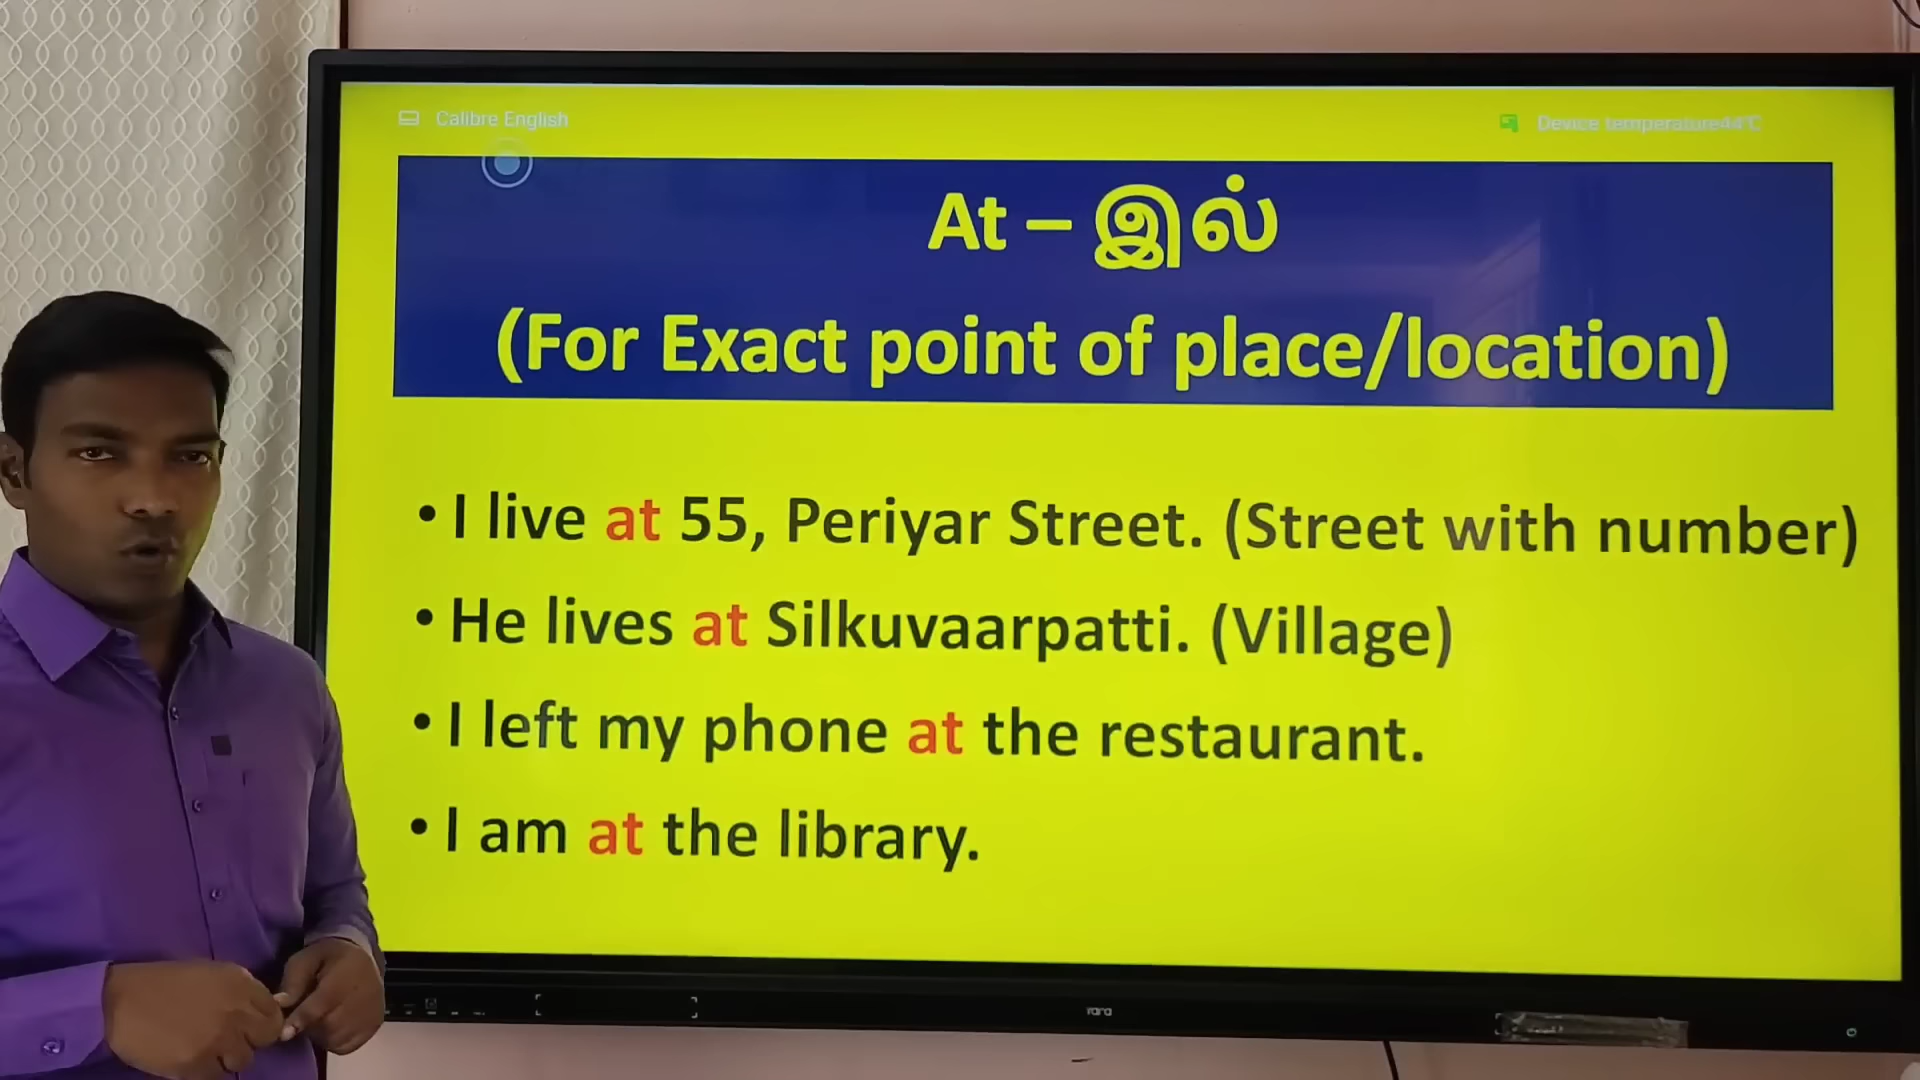 Calibre English
Device temperature44℃
At – இல்
(For Exact point of place/location)
• I live at 55, Periyar Street. (Street with number)
• He lives at Silkuvaarpatti. (Village)
• I left my phone at the restaurant.
• I am at the library.